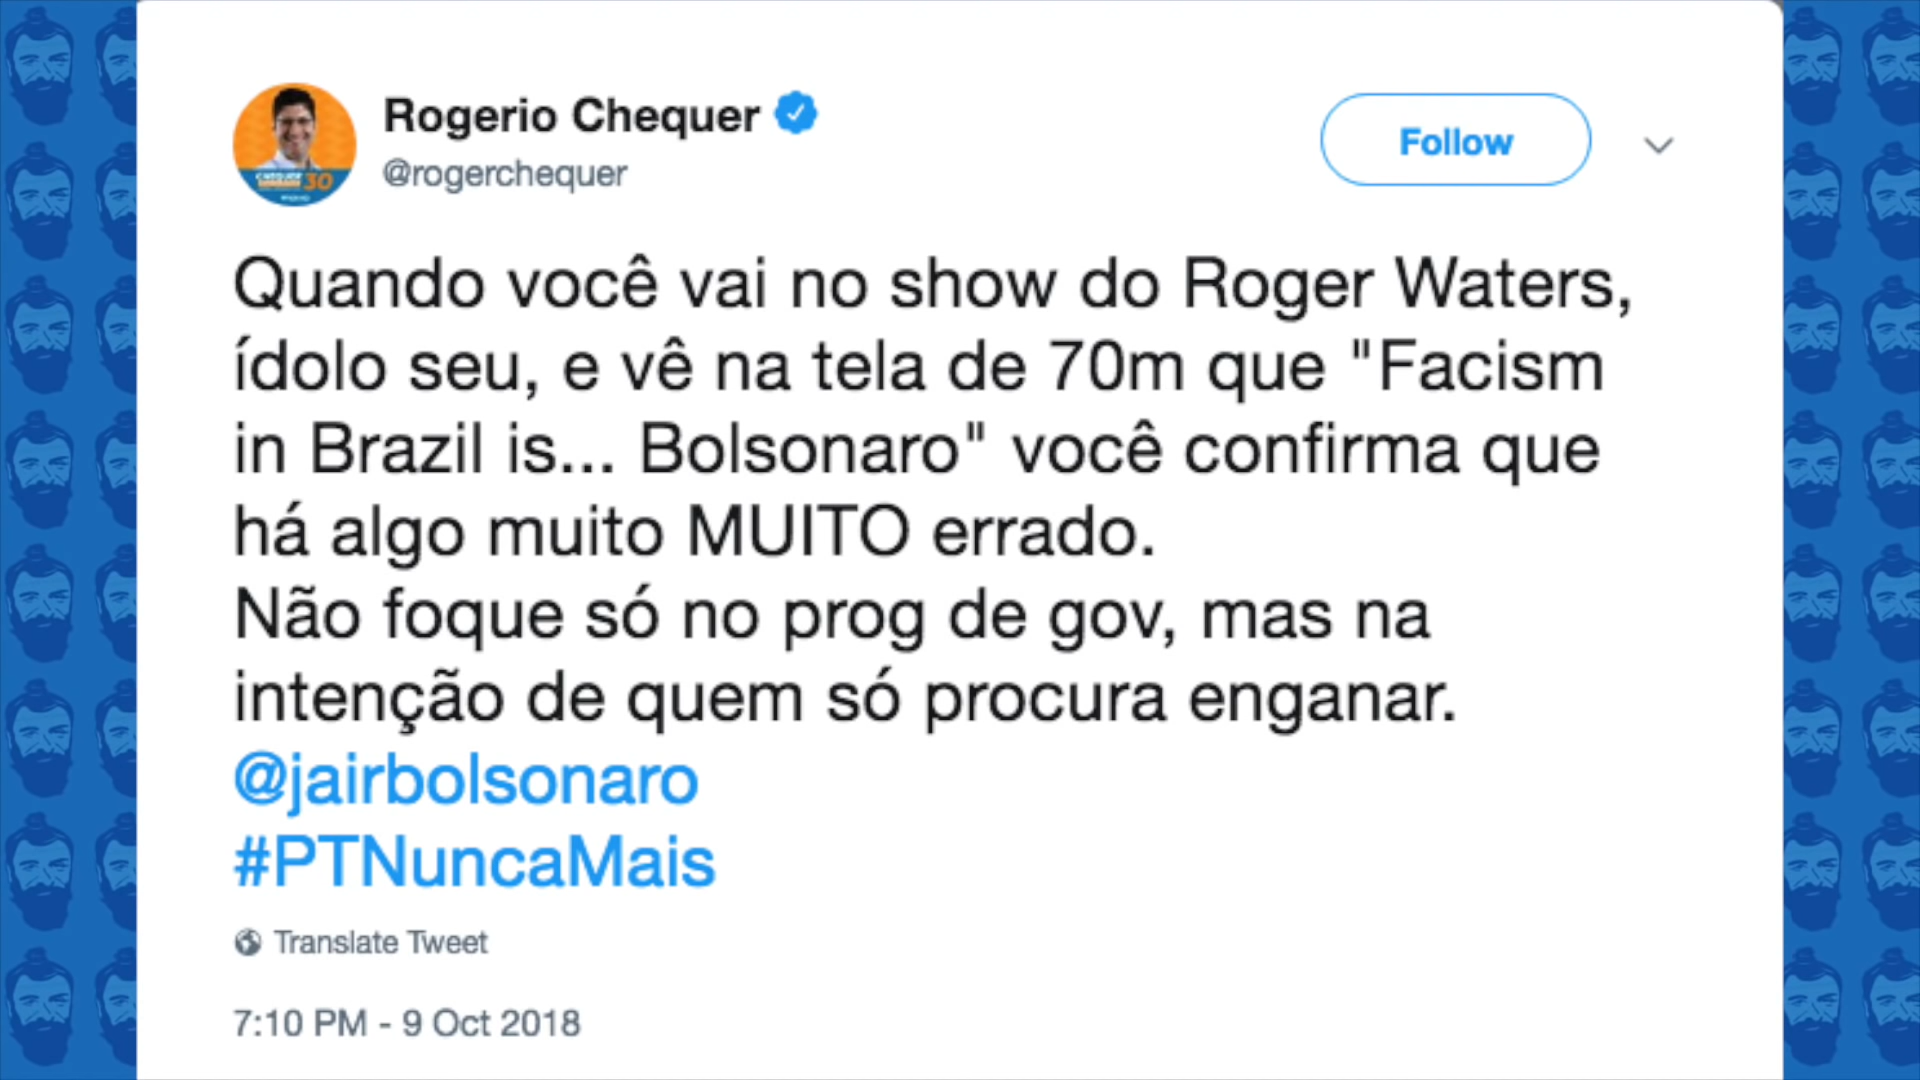 Rogerio Chequer
@rogerchequer
Follow
Quando você vai no show do Roger Waters,
ídolo seu, e vê na tela de 70m que "Facism
in Brazil is... Bolsonaro" você confirma que
há algo muito MUITO errado.
Não foque só no prog de gov, mas na
intenção de quem só procura enganar.
@jairbolsonaro
#PTNuncaMais
Translate Tweet
7:10 PM - 9 Oct 2018
CHEQUER
30